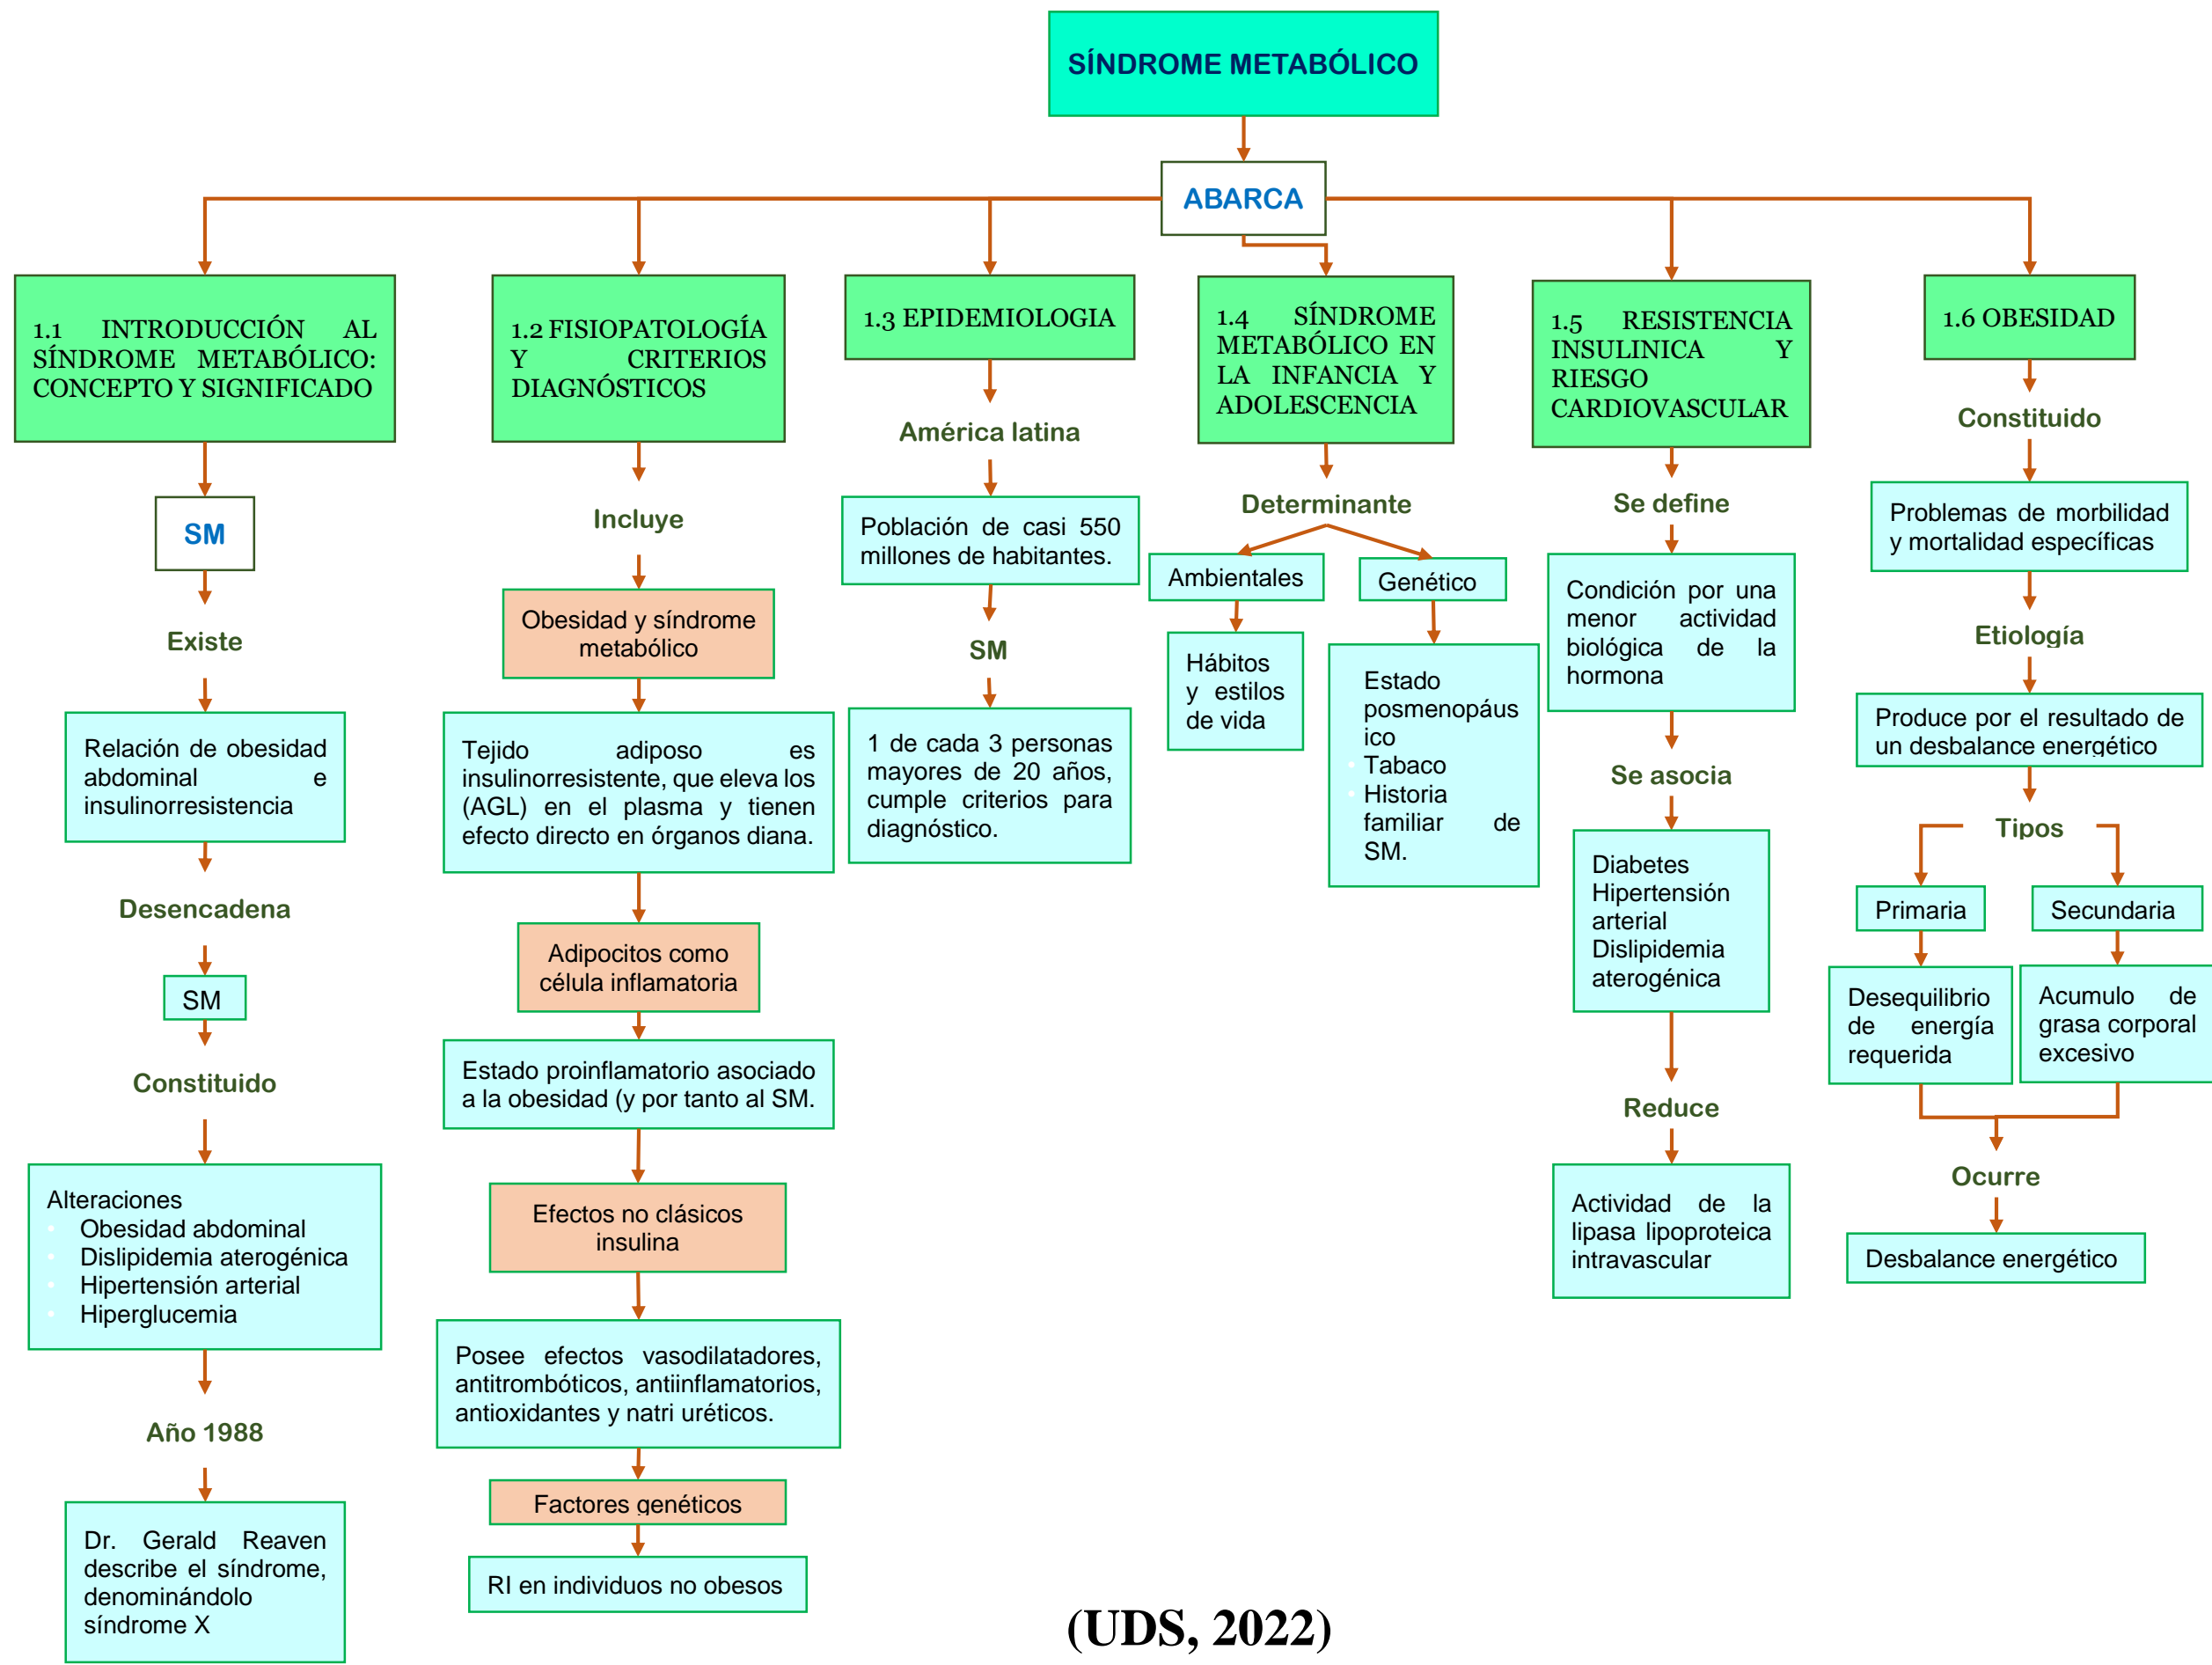 SÍNDROME METABÓLICO
ABARCA
1.1 INTRODUCCIÓN AL
SÍNDROME METABÓLICO:
CONCEPTO Y SIGNIFICADO
SM
Existe
Relación de obesidad
abdominal e
insulinorresistencia
Desencadena
SM
Constituido
Alteraciones
• Obesidad abdominal
• Dislipidemia aterogénica
• Hipertensión arterial
• Hiperglucemia
Año 1988
Dr. Gerald Reaven
describe el síndrome,
denominándolo
síndrome X
1.2 FISIOPATOLOGÍA
Y CRITERIOS
DIAGNÓSTICOS
Incluye
Obesidad y síndrome
metabólico
Tejido adiposo es
insulinorresistente, que eleva los
(AGL) en el plasma y tienen
efecto directo en órganos diana.
Adipocitos como
célula inflamatoria
Estado proinflamatorio asociado
a la obesidad (y por tanto al SM.
Efectos no clásicos
insulina
Posee efectos vasodilatadores,
antitrombóticos, antiinflamatorios,
antioxidantes y natri uréticos.
Factores genéticos
RI en individuos no obesos
1.3 EPIDEMIOLOGIA
América latina
Población de casi 550
millones de habitantes.
SM
1 de cada 3 personas
mayores de 20 años,
cumple criterios para
diagnóstico.
1.4 SÍNDROME
METABÓLICO EN
LA INFANCIA Y
ADOLESCENCIA
Determinante
Ambientales
Hábitos
y estilos
de vida
Genético
Estado
posmenopáus
ico
• Tabaco
• Historia
familiar de
SM.
1.5 RESISTENCIA
INSULINICA Y
RIESGO
CARDIOVASCULAR
Se define
Condición por una
menor actividad
biológica de la
hormona
Se asocia
Diabetes
Hipertensión
arterial
Dislipidemia
aterogénica
Reduce
Actividad de la
lipasa lipoproteica
intravascular
1.6 OBESIDAD
Constituido
Problemas de morbilidad
y mortalidad específicas
Etiología
Produce por el resultado de
un desbalance energético
Tipos
Primaria
Desequilibrio
de energía
requerida
Secundaria
Acumulo de
grasa corporal
excesivo
Ocurre
Desbalance energético
(UDS, 2022)